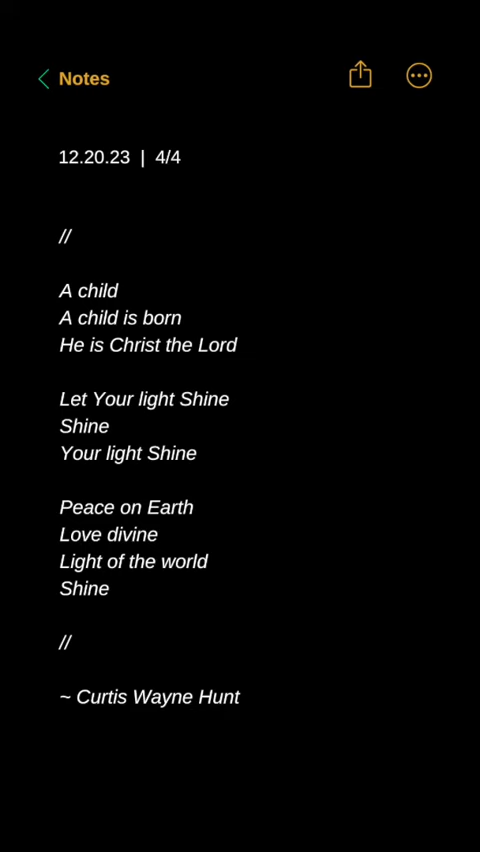 Notes
12.20.23 | 4/4
//
A child
A child is born
He is Christ the Lord
Let Your light Shine
Shine
Your light Shine
Peace on Earth
Love divine
Light of the world
Shine
//
~ Curtis Wayne Hunt